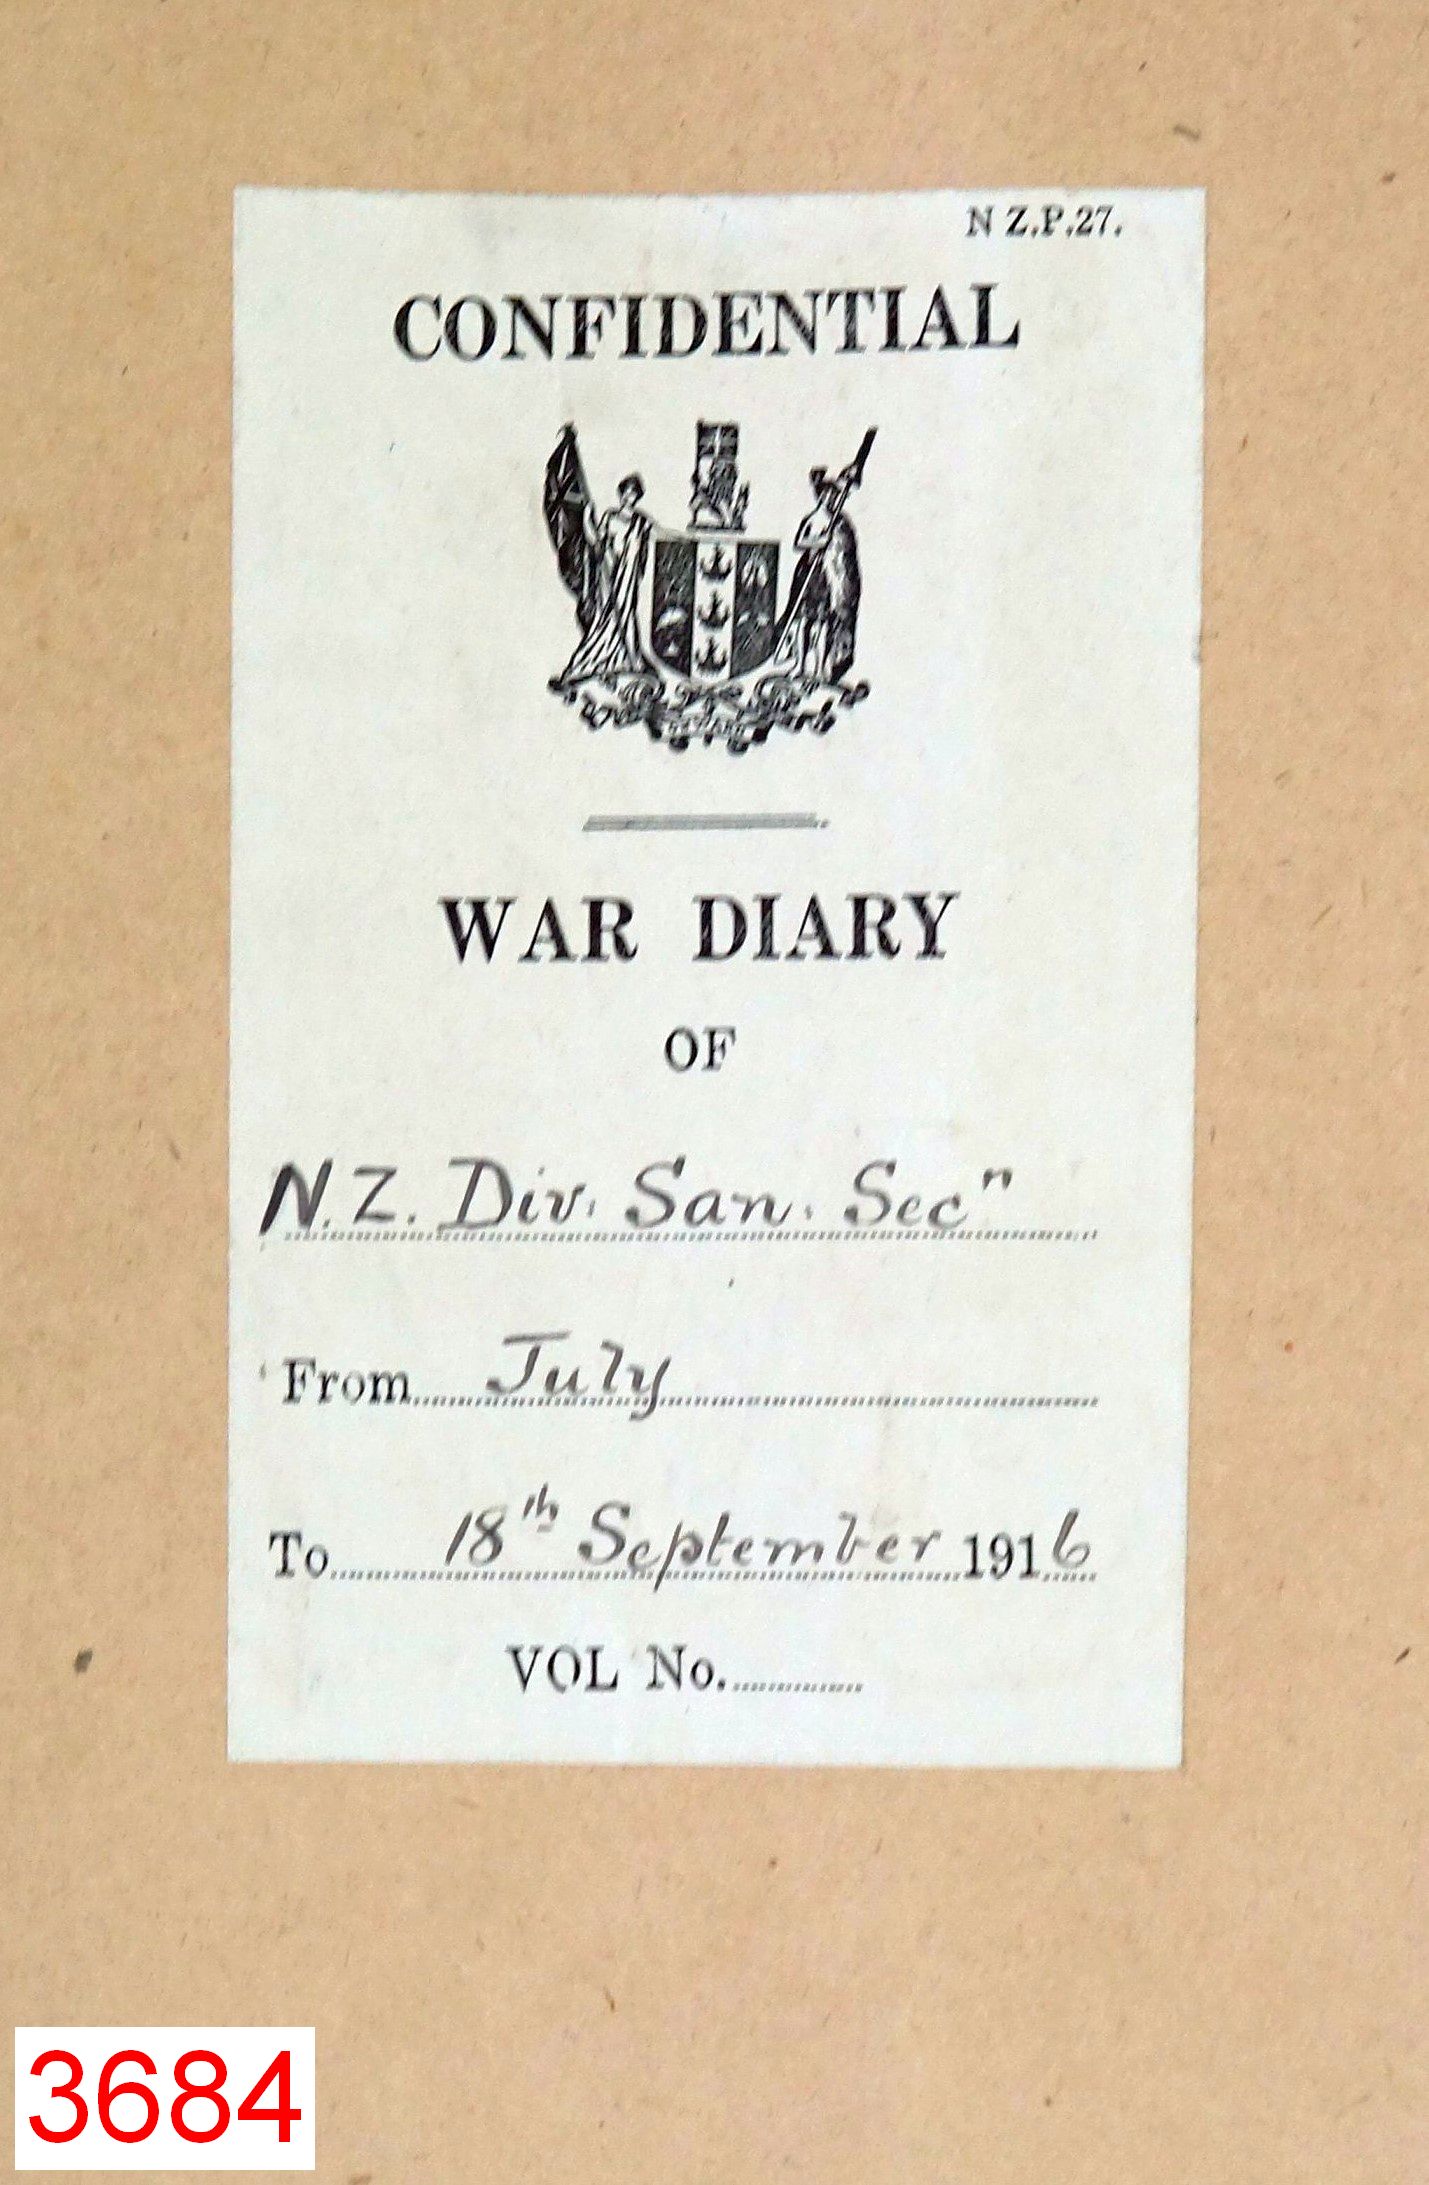 N Z.P.27.
CONFIDENTIAL
WAR DIARY
OF
N.Z. Div. San. Secⁿ
From July
To 18th September 1916
VOL No.
3684